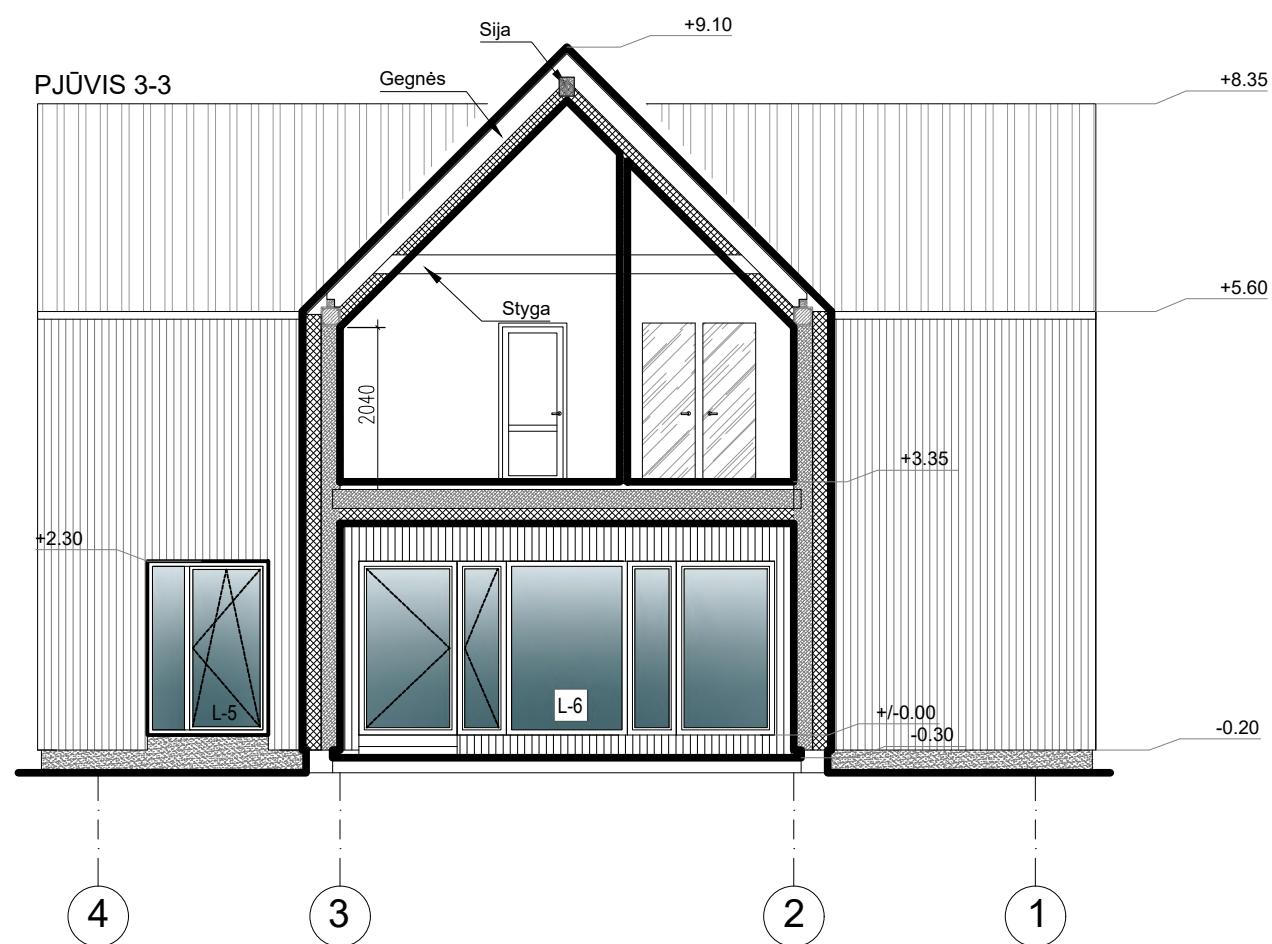 Sija
+9.10
PJŪVIS 3-3
Gegnės
+8.35
+5.60
Styga
2040
+3.35
+2.30
L-5
L-6
+/-0.00
-0.30
-0.20
4
3
2
1